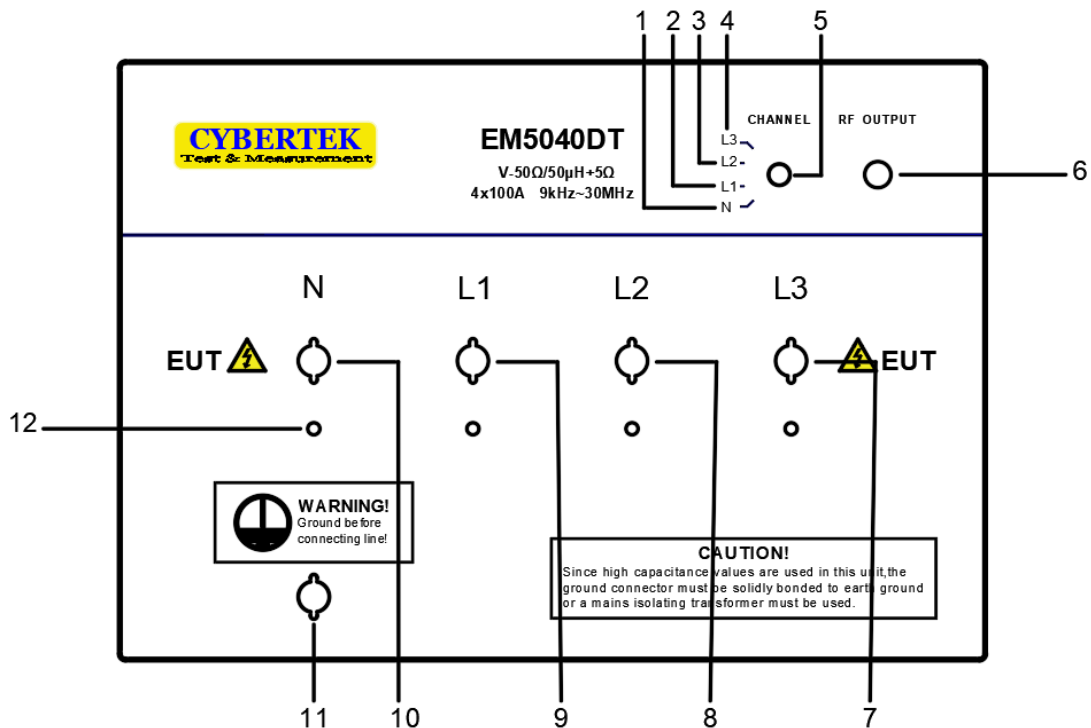 1 2 3 4 5
CYBERTEK
Test & Measurement
EM5040DT
V-50Ω/50μH+5Ω
4x100A 9kHz~30MHz
CHANNEL RF OUTPUT
L3
L2
L1
N
6
N L1 L2 L3
EUT EUT
12
WARNING!
Ground before
connecting line!
CAUTION!
Since high capacitance values are used in this unit,the
ground connector must be solidly bonded to earth ground
or a mains isolating transformer must be used.
11 10 9 8 7